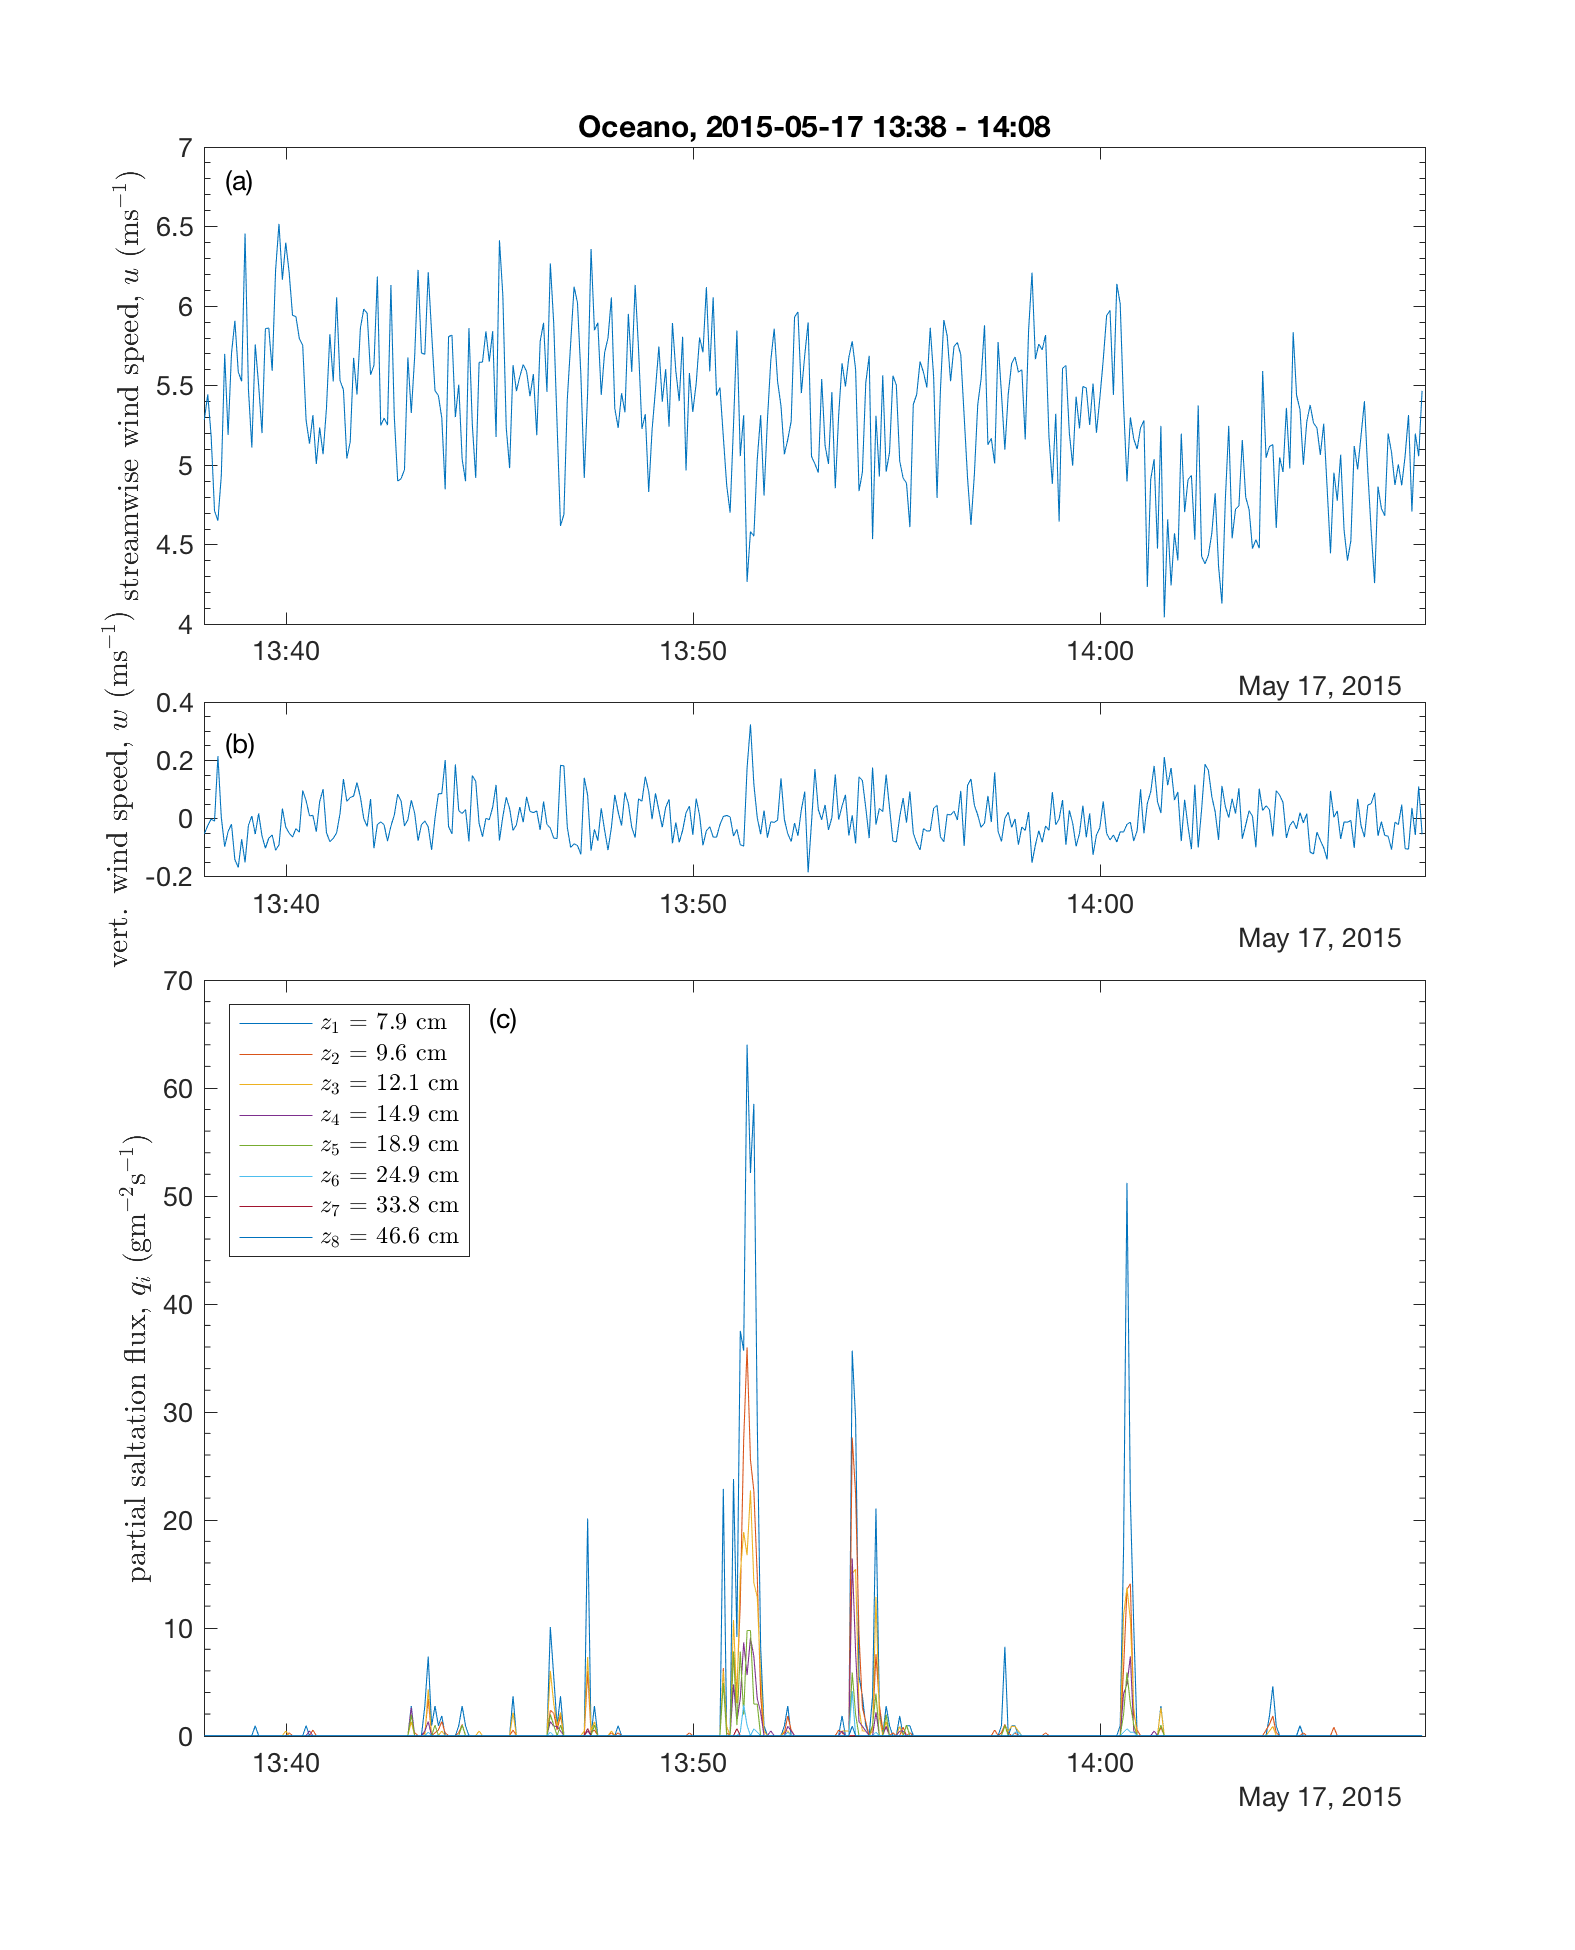 Oceano, 2015-05-17 13:38 - 14:08
(a)
streamwise wind speed, u (ms⁻¹)
7
6.5
6
5.5
5
4.5
4
13:40 13:50 14:00
May 17, 2015
(b)
vert. wind speed, w (ms⁻¹)
0.4
0.2
0
-0.2
13:40 13:50 14:00
May 17, 2015
(c)
partial saltation flux, qᵢ (gm⁻²s⁻¹)
70
60
50
40
30
20
10
0
z₁ = 7.9 cm
z₂ = 9.6 cm
z₃ = 12.1 cm
z₄ = 14.9 cm
z₅ = 18.9 cm
z₆ = 24.9 cm
z₇ = 33.8 cm
z₈ = 46.6 cm
13:40 13:50 14:00
May 17, 2015